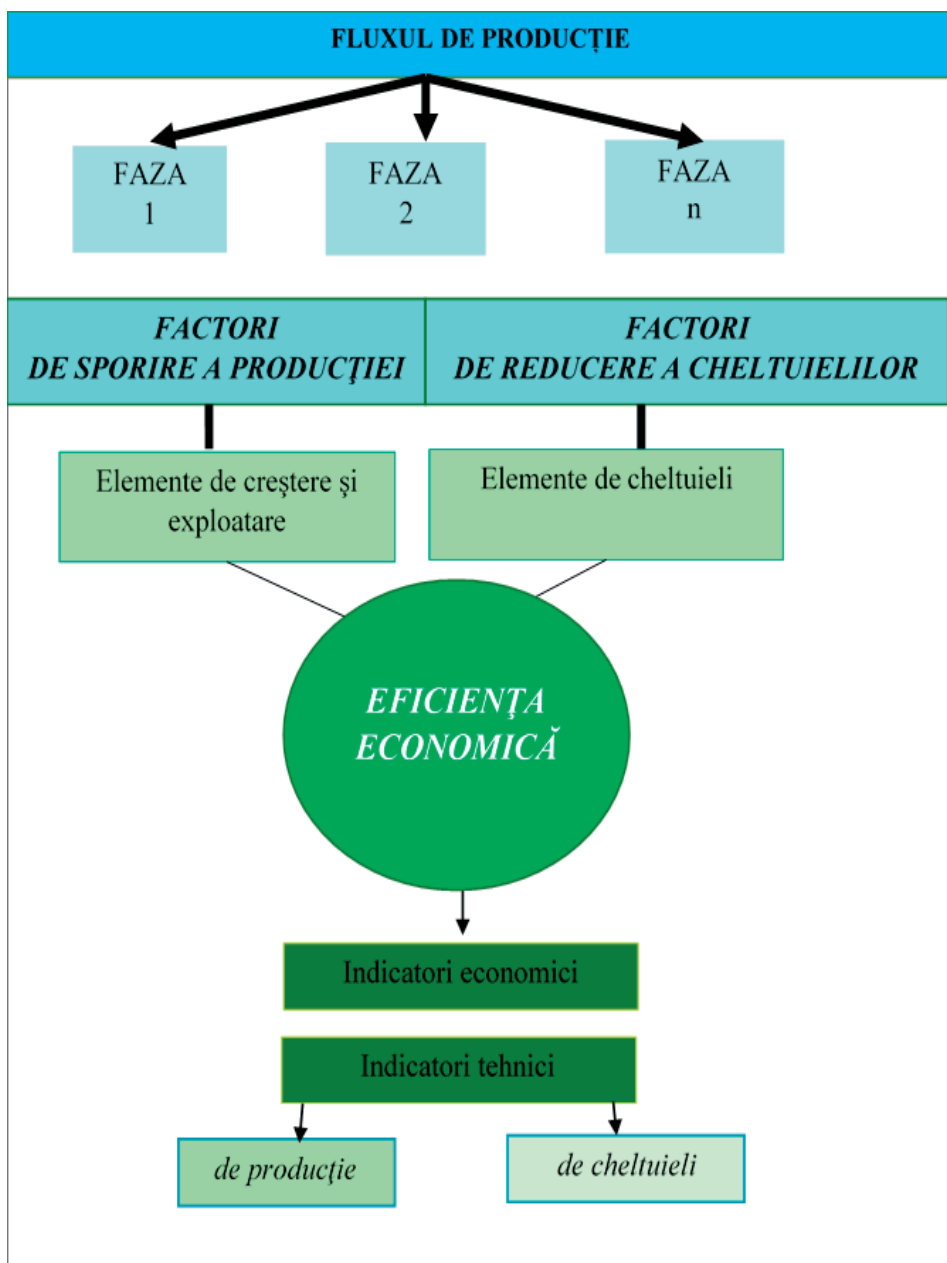 FLUXUL DE PRODUCȚIE
FAZA
1
FAZA
2
FAZA
n
FACTORI
DE SPORIRE A PRODUCŢIEI
FACTORI
DE REDUCERE A CHELTUIELILOR
Elemente de creştere şi
exploatare
Elemente de cheltuieli
EFICIENŢA
ECONOMICĂ
Indicatori economici
Indicatori tehnici
de producţie
de cheltuieli